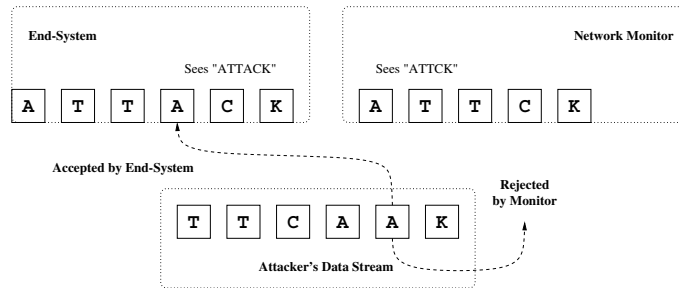 End-System
Network Monitor
Sees "ATTACK"
Sees "ATTCK"
A T T A C K
A T T C K
Accepted by End-System
Rejected
by Monitor
T T C A A K
Attacker's Data Stream